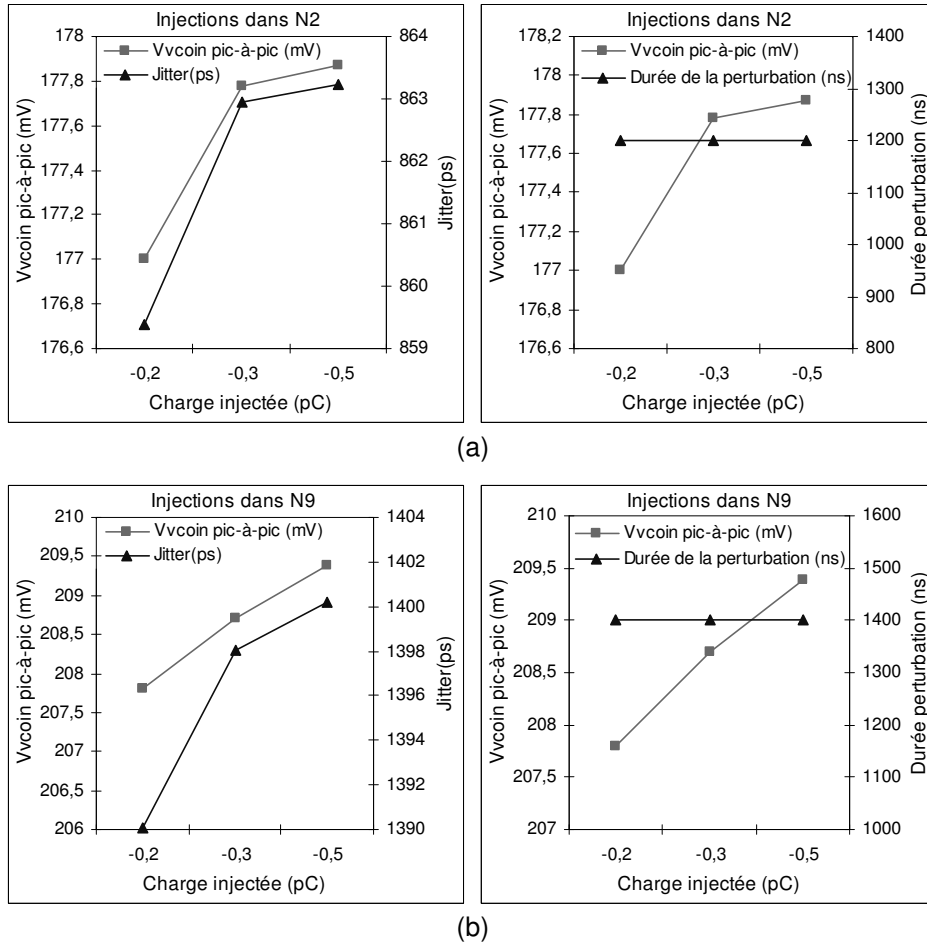 Injections dans N2
Vvcoin pic-à-pic (mV)
Jitter(ps)
178
177,8
177,6
177,4
177,2
177
176,8
176,6
Vvcoin pic-à-pic (mV)
864
863
862
861
860
859
Jitter(ps)
-0,2 -0,3 -0,5
Charge injectée (pC)
Injections dans N2
Vvcoin pic-à-pic (mV)
Durée de la perturbation (ns)
178,2
178
177,8
177,6
177,4
177,2
177
176,8
176,6
Vvcoin pic-à-pic (mV)
1400
1300
1200
1100
1000
900
800
Durée perturbation (ns)
-0,2 -0,3 -0,5
Charge injectée (pC)
(a)
Injections dans N9
Vvcoin pic-à-pic (mV)
Jitter(ps)
210
209,5
209
208,5
208
207,5
207
206,5
206
Vvcoin pic-à-pic (mV)
1404
1402
1400
1398
1396
1394
1392
1390
Jitter(ps)
-0,2 -0,3 -0,5
Charge injectée (pC)
Injections dans N9
Vvcoin pic-à-pic (mV)
Durée de la perturbation (ns)
210
209,5
209
208,5
208
207,5
207
Vvcoin pic-à-pic (mV)
1600
1500
1400
1300
1200
1100
1000
Durée perturbation (ns)
-0,2 -0,3 -0,5
Charge injectée (pC)
(b)